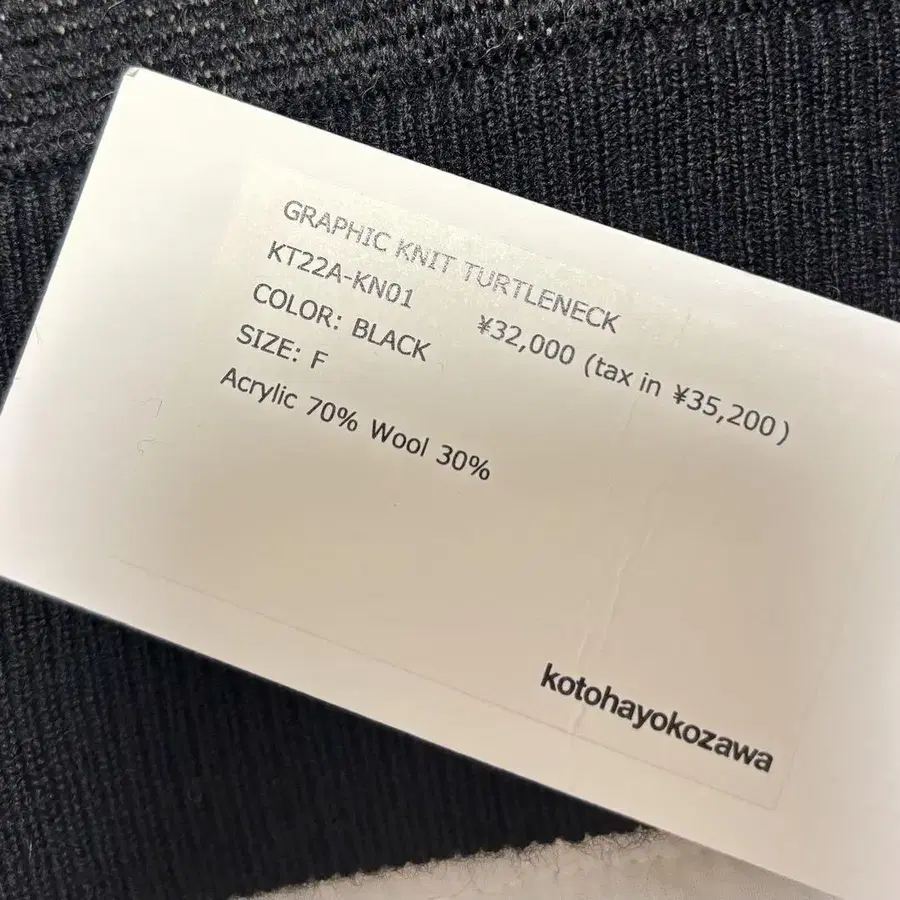 GRAPHIC KNIT TURTLENECK
KT22A-KN01
COLOR: BLACK ¥32,000 (tax in ¥35,200)
SIZE: F
Acrylic 70% Wool 30%
kotohayokozawa